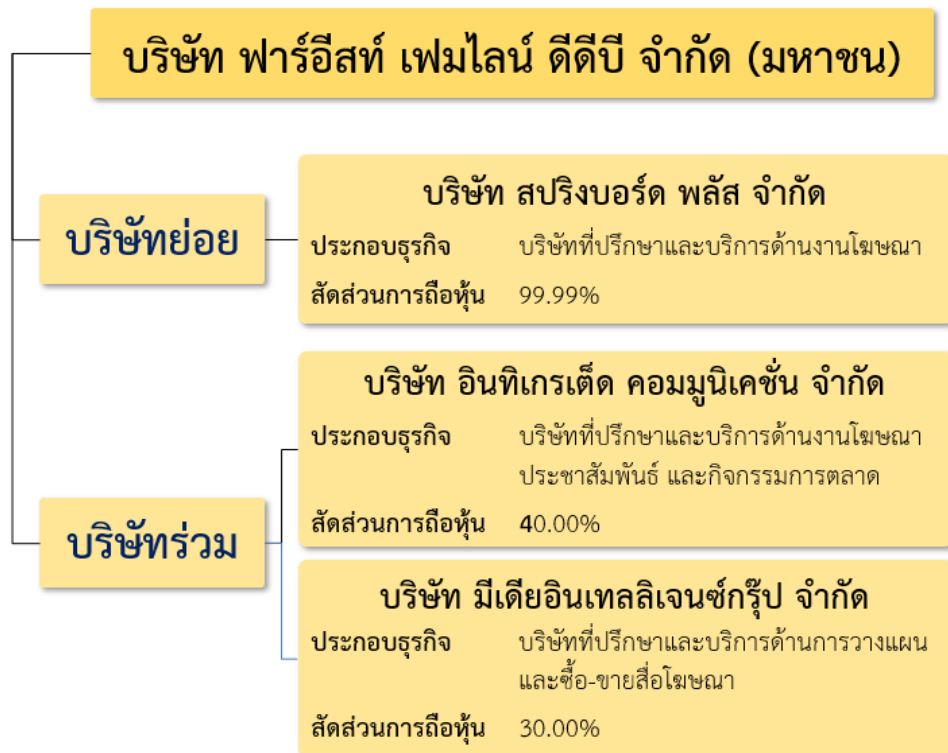 บริษัท ฟาร์อีสท์ เฟมไลน์ ดีดีบี จำกัด (มหาชน)
บริษัทย่อย
บริษัท สปริงบอร์ด พลัส จำกัด
ประกอบธุรกิจ บริษัทที่ปรึกษาและบริการด้านงานโฆษณา
สัดส่วนการถือหุ้น 99.99%
บริษัทร่วม
บริษัท อินทิเกรเต็ด คอมมูนิเคชั่น จำกัด
ประกอบธุรกิจ บริษัทที่ปรึกษาและบริการด้านงานโฆษณา
ประชาสัมพันธ์ และกิจกรรมการตลาด
สัดส่วนการถือหุ้น 40.00%
บริษัท มีเดียอินเทลลิเจนซ์กรุ๊ป จำกัด
ประกอบธุรกิจ บริษัทที่ปรึกษาและบริการด้านการวางแผน
และซื้อ-ขายสื่อโฆษณา
สัดส่วนการถือหุ้น 30.00%